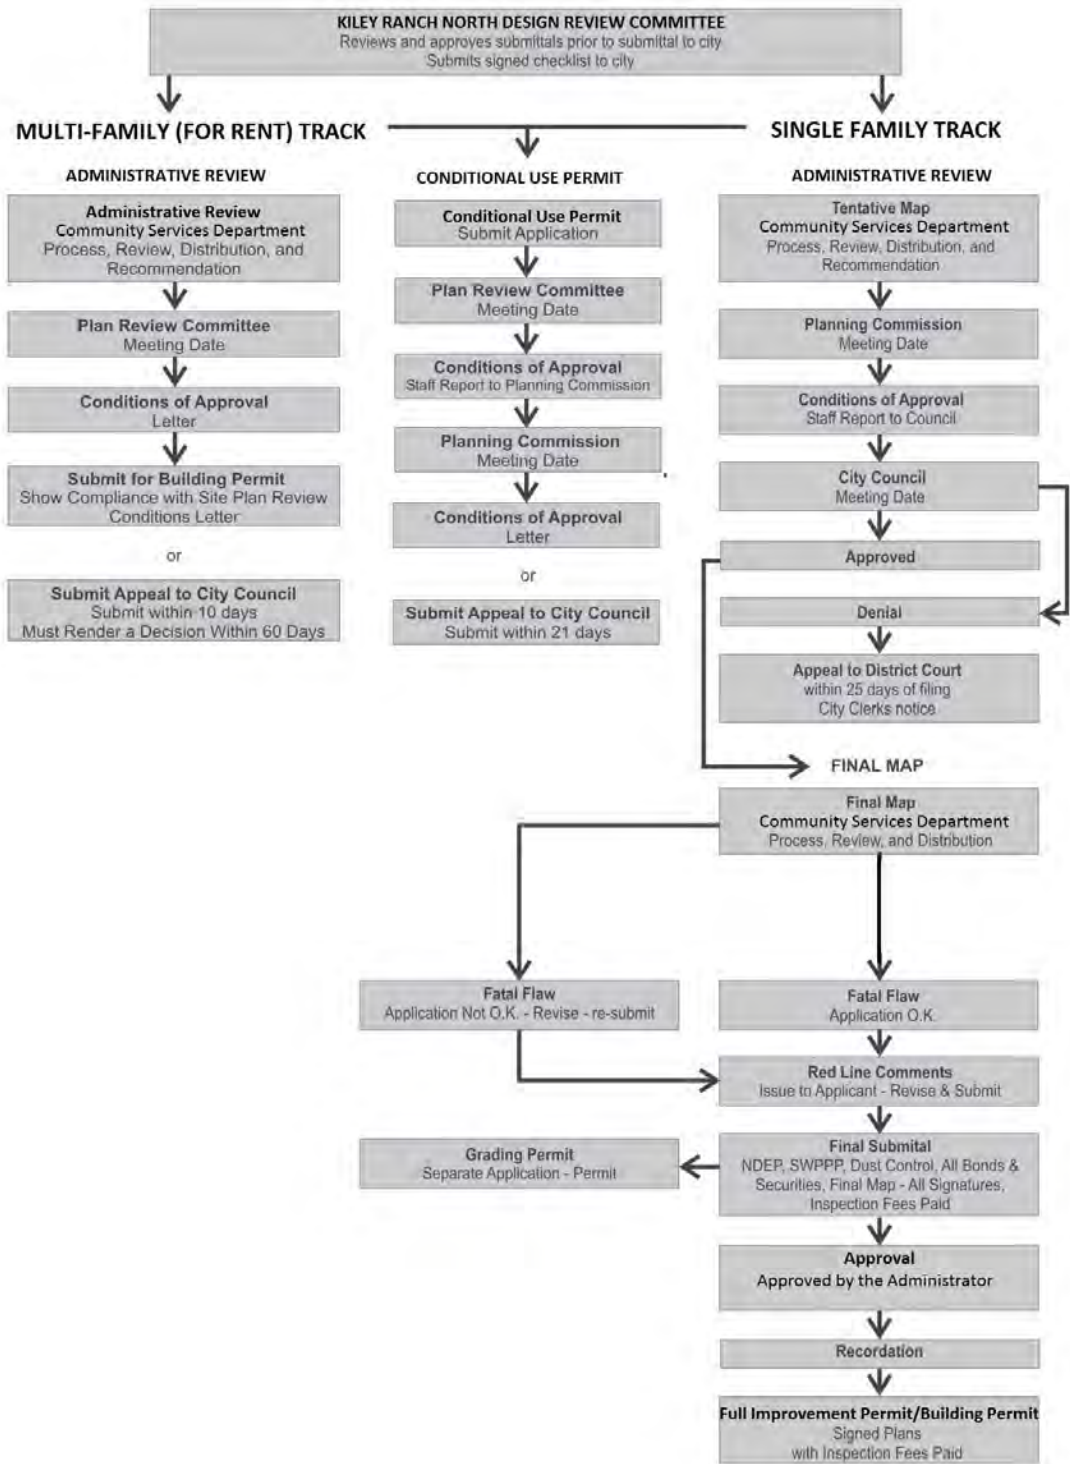 KILEY RANCH NORTH DESIGN REVIEW COMMITTEE
Reviews and approves submittals prior to submittal to city
Submits signed checklist to city
MULTI-FAMILY (FOR RENT) TRACK
SINGLE FAMILY TRACK
ADMINISTRATIVE REVIEW
Administrative Review
Community Services Department
Process, Review, Distribution, and
Recommendation
Plan Review Committee
Meeting Date
Conditions of Approval
Letter
Submit for Building Permit
Show Compliance with Site Plan Review
Conditions Letter
or
Submit Appeal to City Council
Submit within 10 days
Must Render a Decision Within 60 Days
CONDITIONAL USE PERMIT
Conditional Use Permit
Submit Application
Plan Review Committee
Meeting Date
Conditions of Approval
Staff Report to Planning Commission
Planning Commission
Meeting Date
Conditions of Approval
Letter
or
Submit Appeal to City Council
Submit within 21 days
ADMINISTRATIVE REVIEW
Tentative Map
Community Services Department
Process, Review, Distribution, and
Recommendation
Planning Commission
Meeting Date
Conditions of Approval
Staff Report to Council
City Council
Meeting Date
Approved
Denial
Appeal to District Court
within 25 days of filing
City Clerks notice
FINAL MAP
Final Map
Community Services Department
Process, Review, and Distribution
Fatal Flaw
Application Not O.K. - Revise - re-submit
Fatal Flaw
Application O.K.
Red Line Comments
Issue to Applicant - Revise & Submit
Grading Permit
Separate Application - Permit
Final Submital
NDEP, SWPPP, Dust Control, All Bonds &
Securities, Final Map - All Signatures,
Inspection Fees Paid
Approval
Approved by the Administrator
Recordation
Full Improvement Permit/Building Permit
Signed Plans
with Inspection Fees Paid